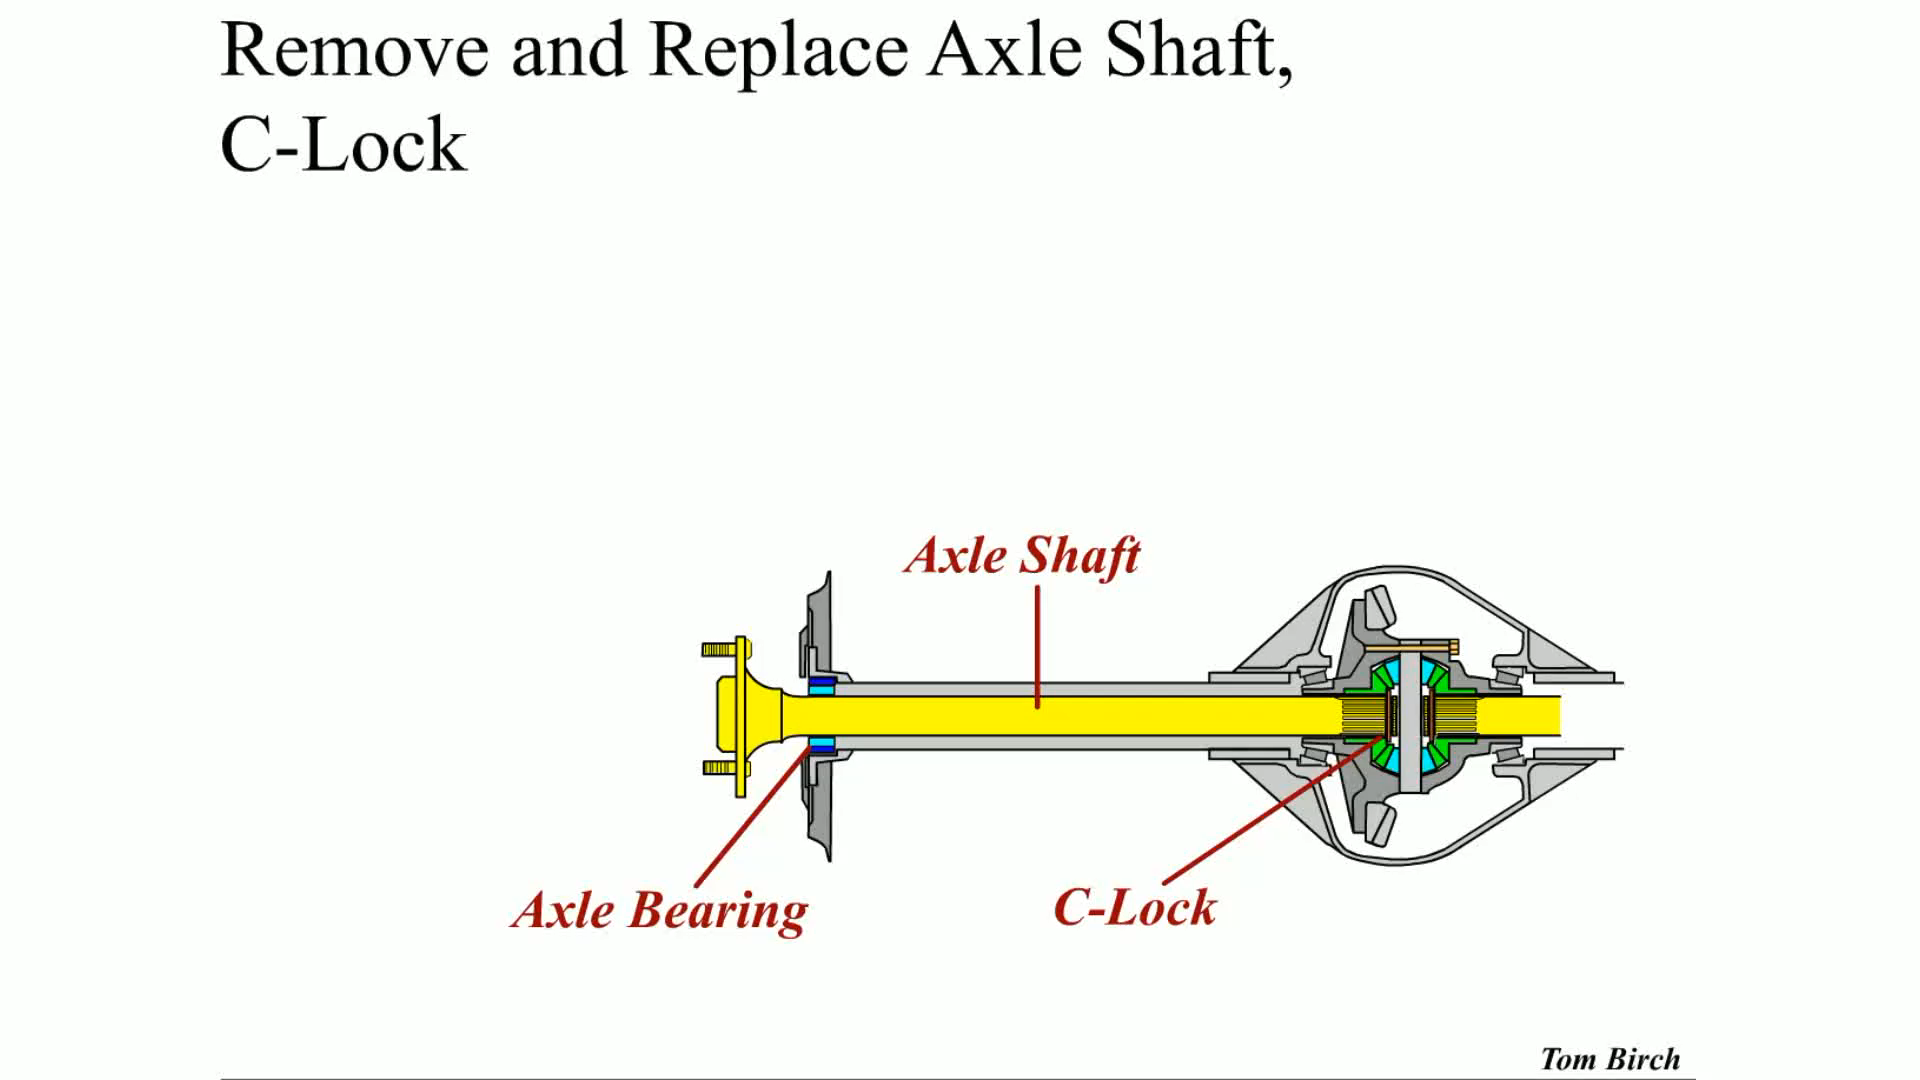 Remove and Replace Axle Shaft,
C-Lock
Axle Shaft
Axle Bearing
C-Lock
Tom Birch